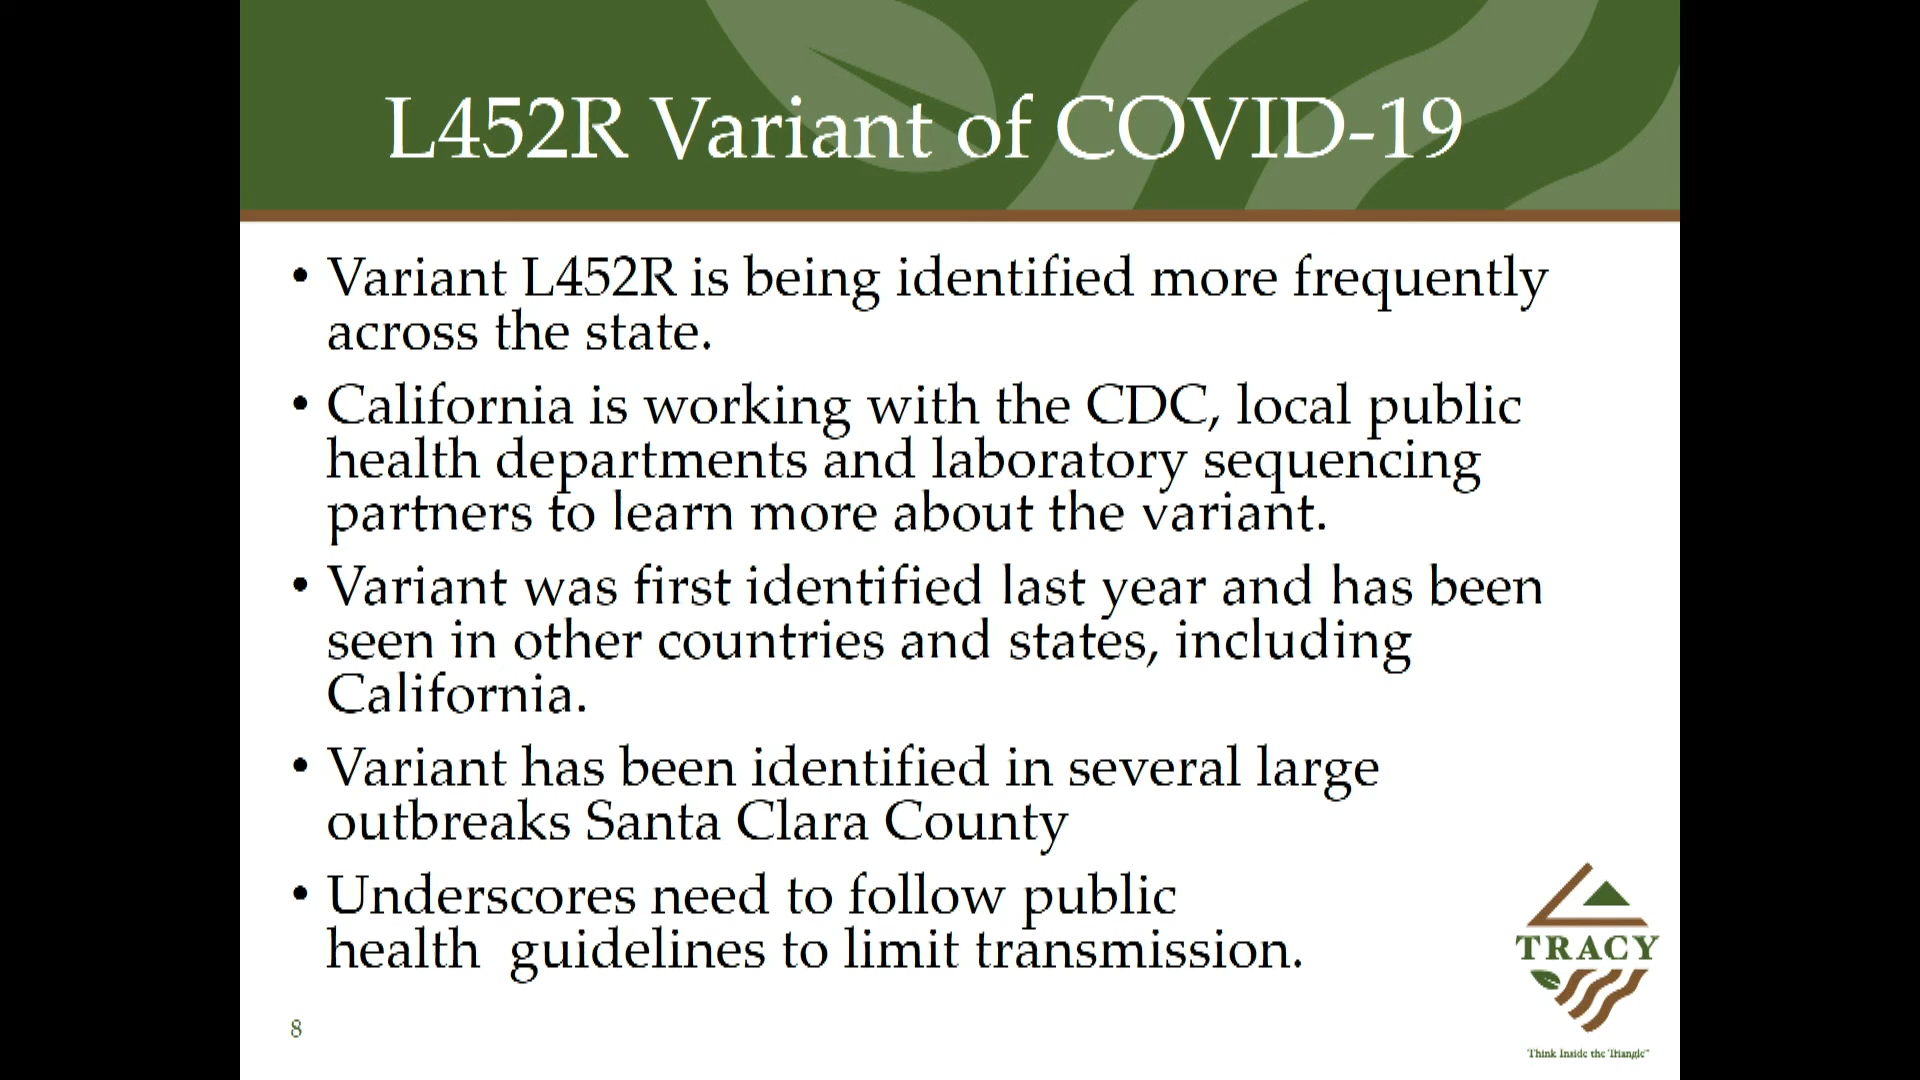 L452R Variant of COVID-19
• Variant L452R is being identified more frequently
across the state.
• California is working with the CDC, local public
health departments and laboratory sequencing
partners to learn more about the variant.
• Variant was first identified last year and has been
seen in other countries and states, including
California.
• Variant has been identified in several large
outbreaks Santa Clara County
• Underscores need to follow public
health  guidelines to limit transmission.
TRACY
8
Think Inside the Triangle™